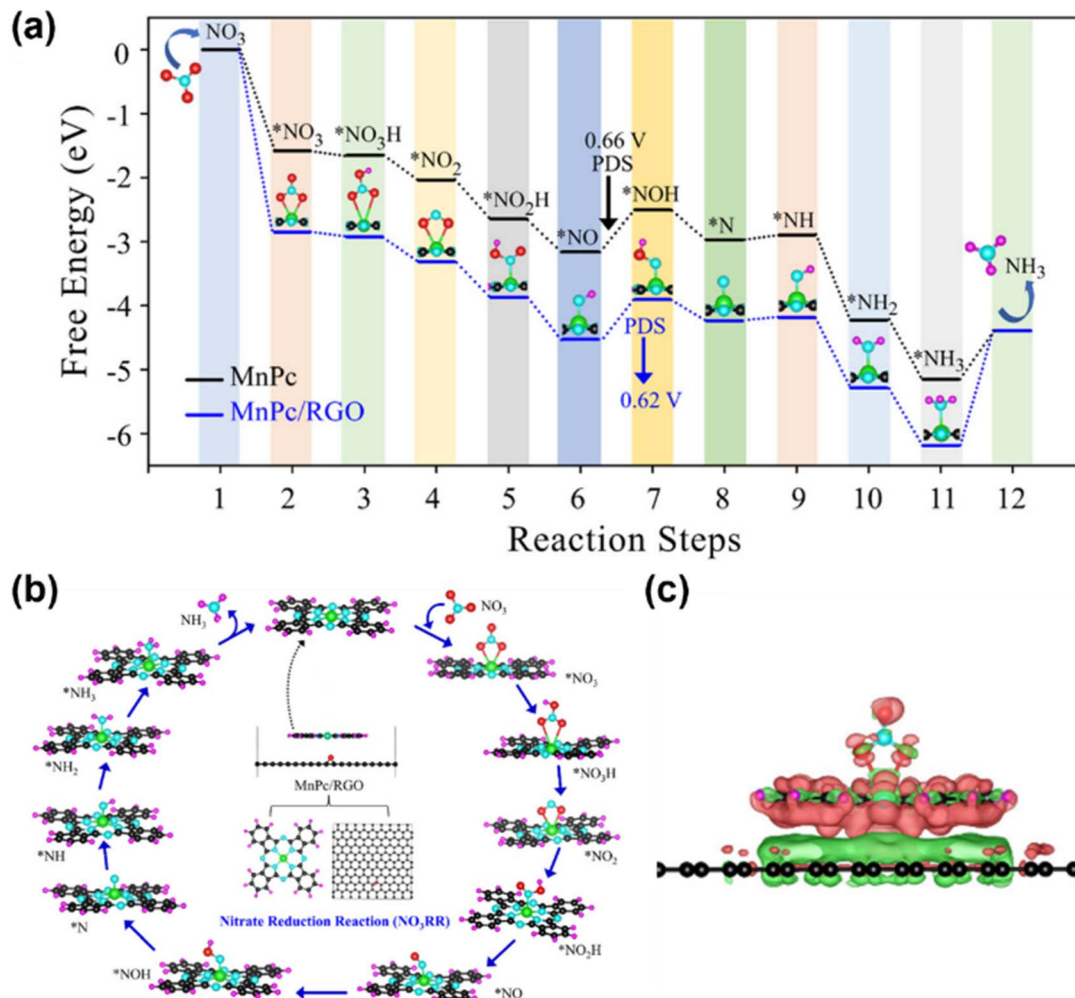 (a)
Free Energy (eV)
0
-1
-2
-3
-4
-5
-6
NO3
*NO3
*NO3H
*NO2
*NO2H
*NO
0.66 V
PDS
*NOH
*N
*NH
*NH2
*NH3
NH3
PDS
0.62 V
MnPc
MnPc/RGO
1 2 3 4 5 6 7 8 9 10 11 12
Reaction Steps
(b)
NH3
NO3
*NO3
*NO3H
*NO2
*NO2H
*NO
*NOH
*N
*NH
*NH2
*NH3
MnPc/RGO
Nitrate Reduction Reaction (NO3RR)
(c)